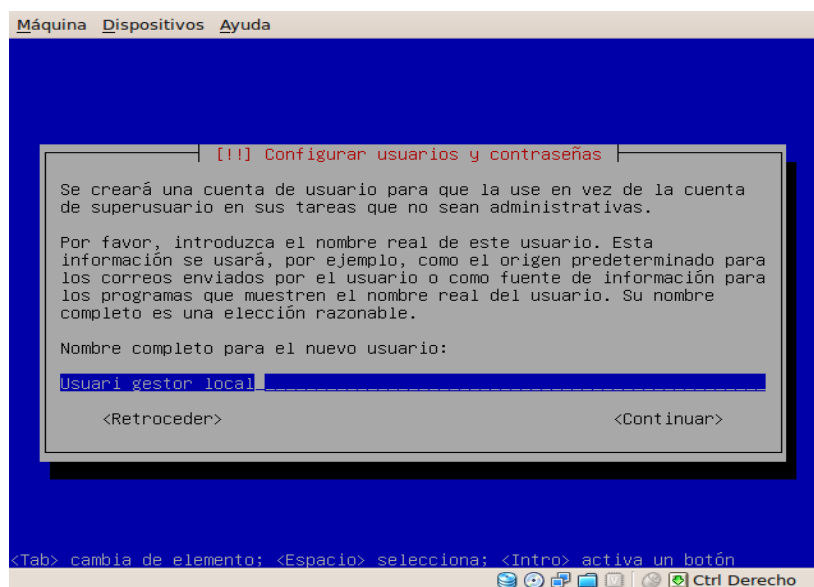 Máquina Dispositivos Ayuda
[!!] Configurar usuarios y contraseñas
Se creará una cuenta de usuario para que la use en vez de la cuenta
de superusuario en sus tareas que no sean administrativas.
Por favor, introduzca el nombre real de este usuario. Esta
información se usará, por ejemplo, como el origen predeterminado para
los correos enviados por el usuario o como fuente de información para
los programas que muestren el nombre real del usuario. Su nombre
completo es una elección razonable.
Nombre completo para el nuevo usuario:
Usuari gestor local
<Retroceder> <Continuar>
<Tab> cambia de elemento; <Espacio> selecciona; <Intro> activa un botón
Ctrl Derecho